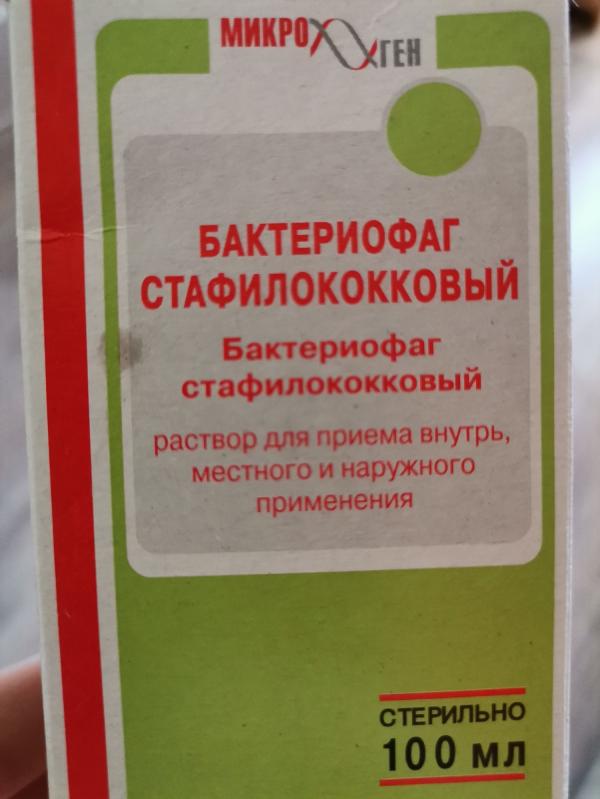 МИКРОГЕН
БАКТЕРИОФАГ
СТАФИЛОКОККОВЫЙ
Бактериофаг
стафилококковый
раствор для приема внутрь,
местного и наружного
применения
СТЕРИЛЬНО
100 мл